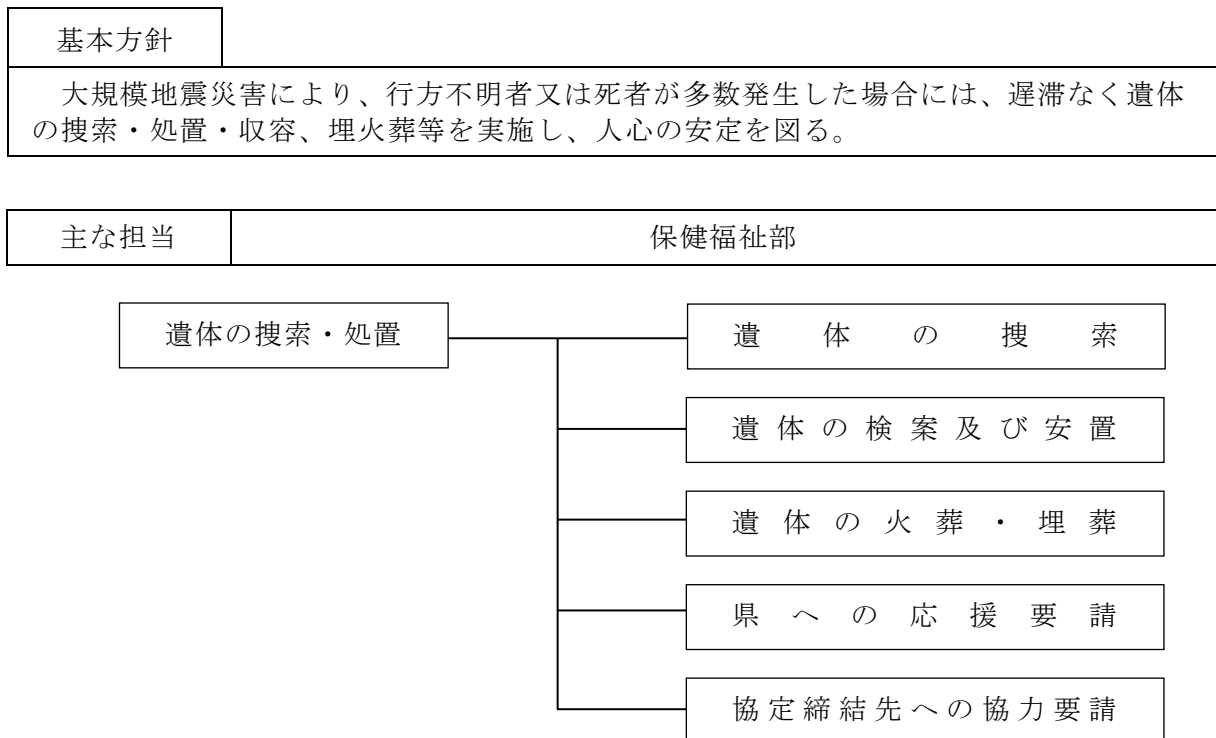 基本方針
大規模地震災害により、行方不明者又は死者が多数発生した場合には、遅滞なく遺体
の捜索・処置・収容、埋火葬等を実施し、人心の安定を図る。
主な担当
保健福祉部
遺体の捜索・処置
遺体の捜索
遺体の検案及び安置
遺体の火葬・埋葬
県への応援要請
協定締結先への協力要請